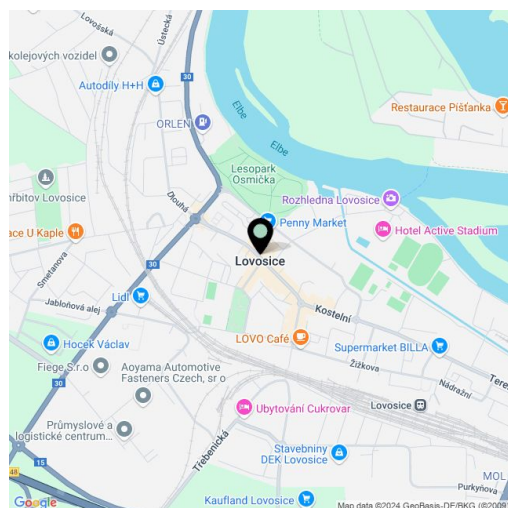 Lovošská
Ústecká
kolejových vozidel
30
Autodíly H+H
Elbe
Restaurace Píšťanka
ORLEN
Elbe
Lesopark
Osmička
hřbitov Lovosice
Rozhledna Lovosice
Dlouhá
Penny Market
Hotel Active Stadium
ace U Kaple
Lovosice
Smetanova
30
Lidl
Jabloňová alej
Kostelní
Hocek Václav
LOVO Café
Supermarket BILLA
Fiege S.r.o
Aoyama Automotive
Fasteners Czech, sr o
Žižkova
Tere
30
Nádražní
Ubytování Cukrovar
Lovosice
Průmyslové a
logistické centrum...
Třebenická
15
Stavebniny
DEK Lovosice
48
MOL
Purkyňova
Kaufland Lovosice
Google
Map data ©2024 GeoBasis-DE/BKG (©2009)